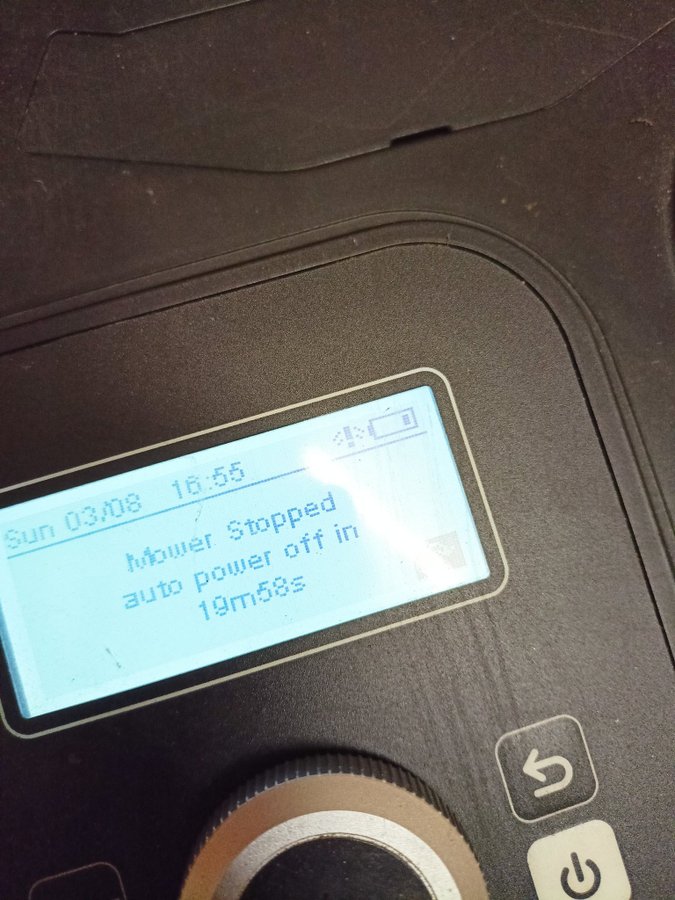 Sun 03/08 16:55
Mower Stopped
auto power off in
19m58s